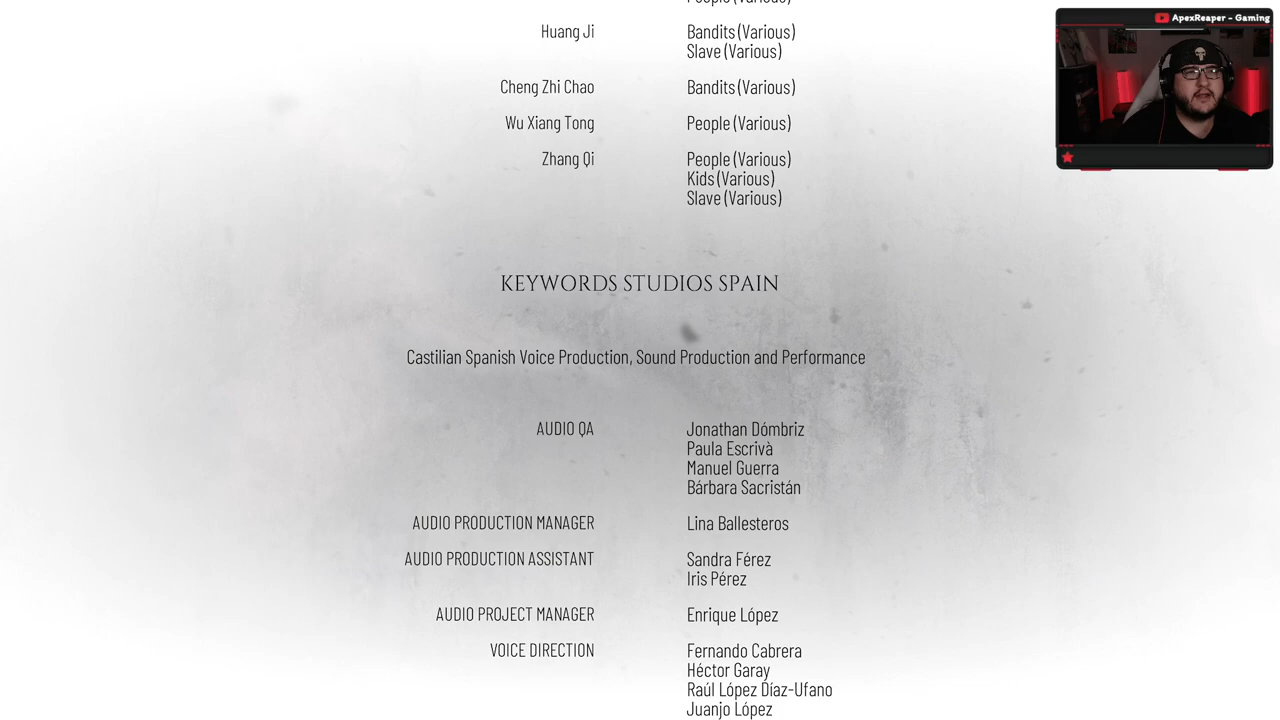 People (Various)
ApexReaper - Gaming
Huang Ji Bandits (Various)
Slave (Various)
Cheng Zhi Chao Bandits (Various)
Wu Xiang Tong People (Various)
Zhang Qi People (Various)
Kids (Various)
Slave (Various)
KEYWORDS STUDIOS SPAIN
Castilian Spanish Voice Production, Sound Production and Performance
AUDIO QA Jonathan Dómbriz
Paula Escrivà
Manuel Guerra
Bárbara Sacristán
AUDIO PRODUCTION MANAGER Lina Ballesteros
AUDIO PRODUCTION ASSISTANT Sandra Férez
Iris Pérez
AUDIO PROJECT MANAGER Enrique López
VOICE DIRECTION Fernando Cabrera
Héctor Garay
Raúl López Díaz-Ufano
Juanjo López